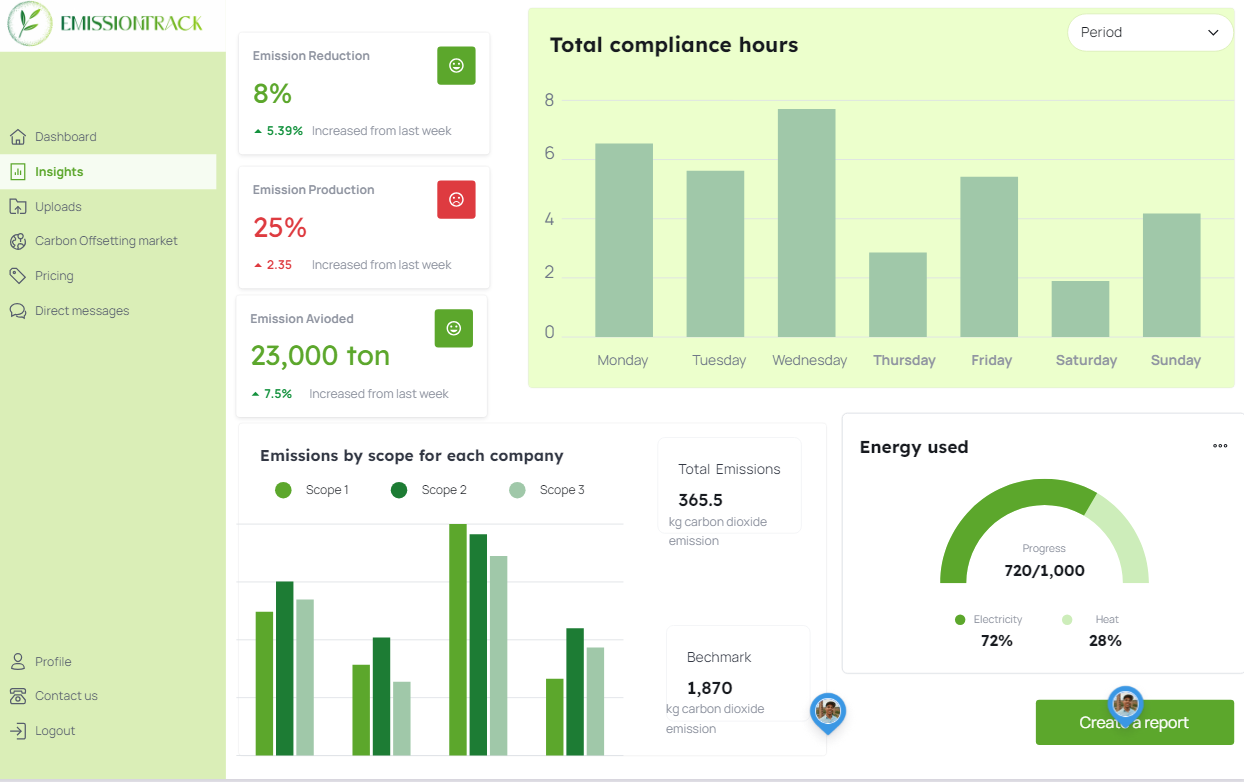 EMISSIONTRACK
Dashboard
Insights
Uploads
Carbon Offsetting market
Pricing
Direct messages
Profile
Contact us
Logout
Emission Reduction
8%
5.39% Increased from last week
Emission Production
25%
2.35 Increased from last week
Emission Avioded
23,000 ton
7.5% Increased from last week
Total compliance hours
Period
8
6
4
2
0
Monday Tuesday Wednesday Thursday Friday Saturday Sunday
Emissions by scope for each company
Scope 1 Scope 2 Scope 3
Total Emissions
365.5
kg carbon dioxide
emission
Bechmark
1,870
kg carbon dioxide
emission
Energy used
Progress
720/1,000
Electricity Heat
72% 28%
Create a report